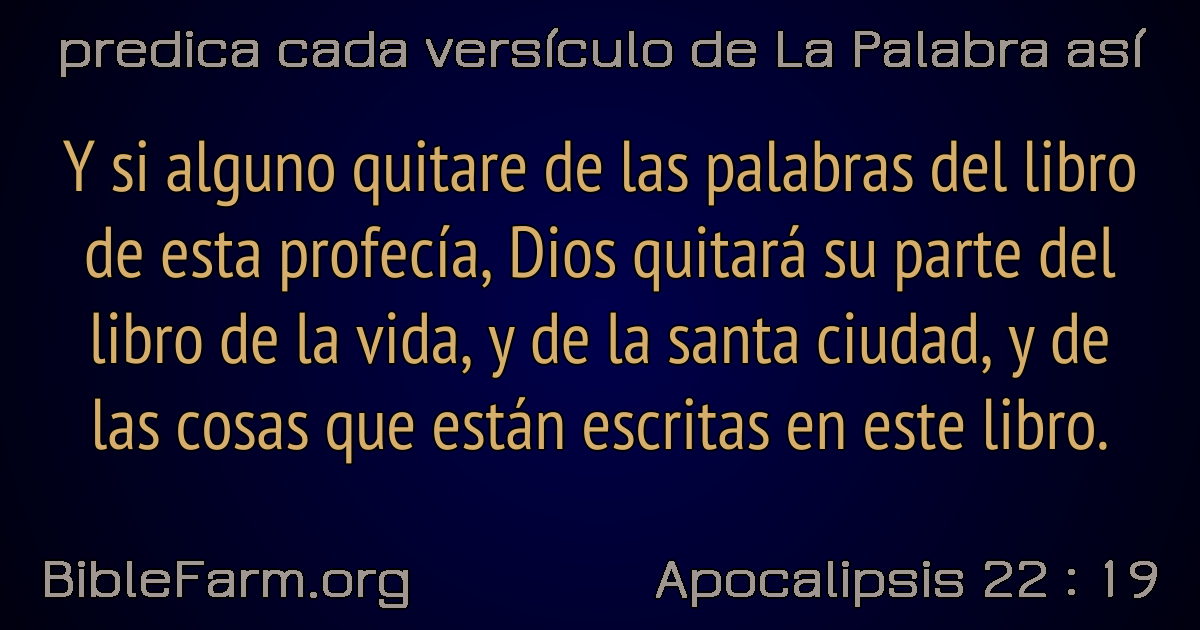 predica cada versículo de La Palabra así
Y si alguno quitare de las palabras del libro
de esta profecía, Dios quitará su parte del
libro de la vida, y de la santa ciudad, y de
las cosas que están escritas en este libro.
BibleFarm.org
Apocalipsis 22 : 19